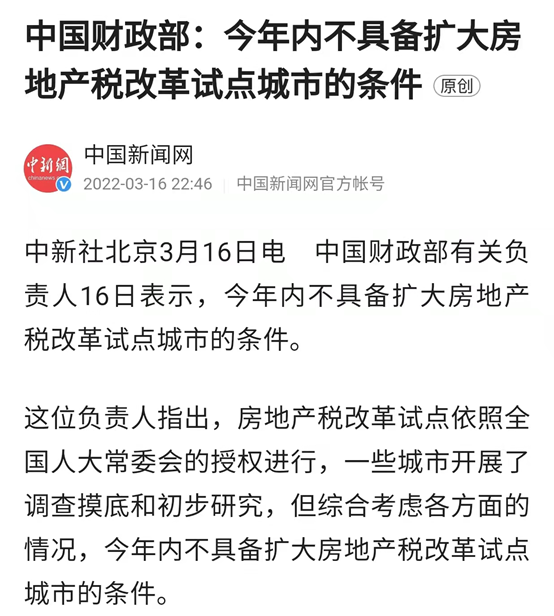 中国财政部：今年内不具备扩大房
地产税改革试点城市的条件 原创
中新網
chinanews
中国新闻网
2022-03-16 22:46 中国新闻网官方帐号
中新社北京3月16日电 中国财政部有关负
责人16日表示，今年内不具备扩大房地产
税改革试点城市的条件。
这位负责人指出，房地产税改革试点依照全
国人大常委会的授权进行，一些城市开展了
调查摸底和初步研究，但综合考虑各方面的
情况，今年内不具备扩大房地产税改革试点
城市的条件。